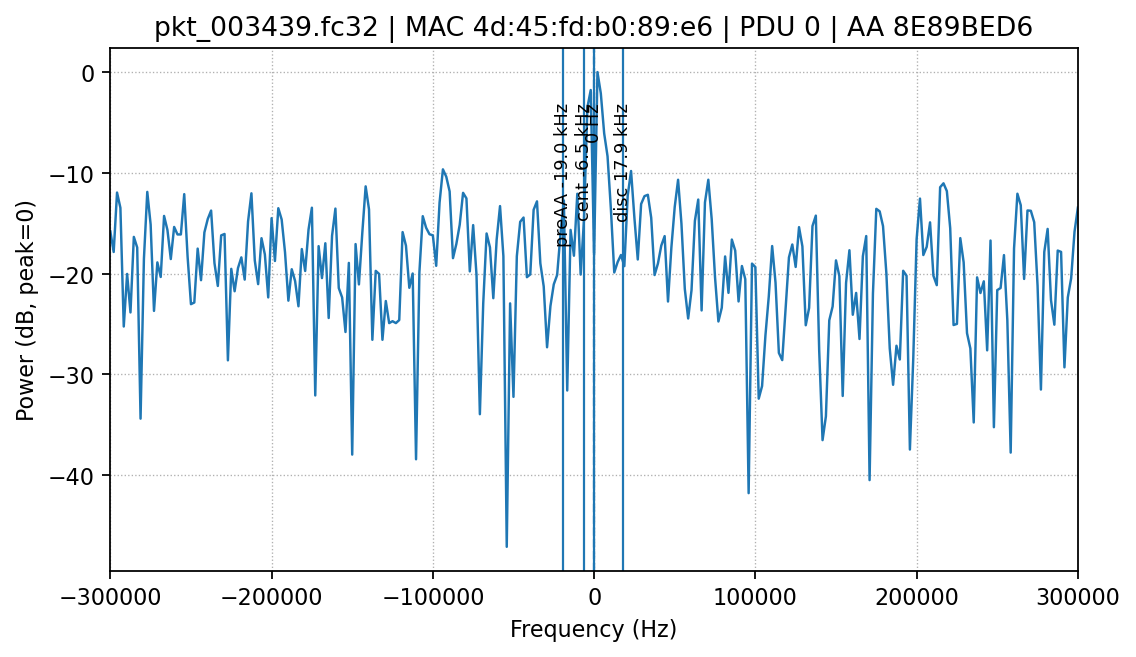 pkt_003439.fc32 | MAC 4d:45:fd:b0:89:e6 | PDU 0 | AA 8E89BED6
Power (dB, peak=0)
0
−10
−20
−30
−40
preAA -19.0 kHz
cent -6.5 kHz
0 Hz
disc 17.9 kHz
−300000
−200000
−100000
0
100000
200000
300000
Frequency (Hz)